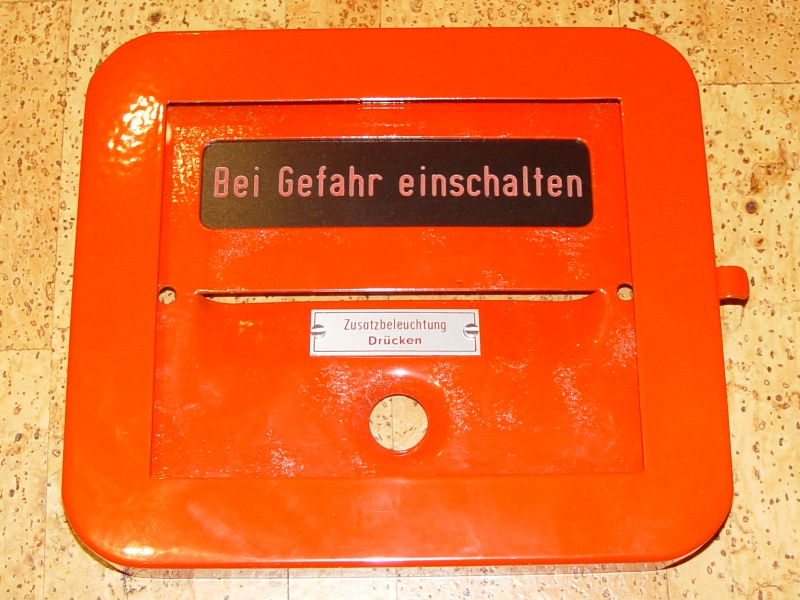 Bei Gefahr einschalten
Zusatzbeleuchtung
Drücken